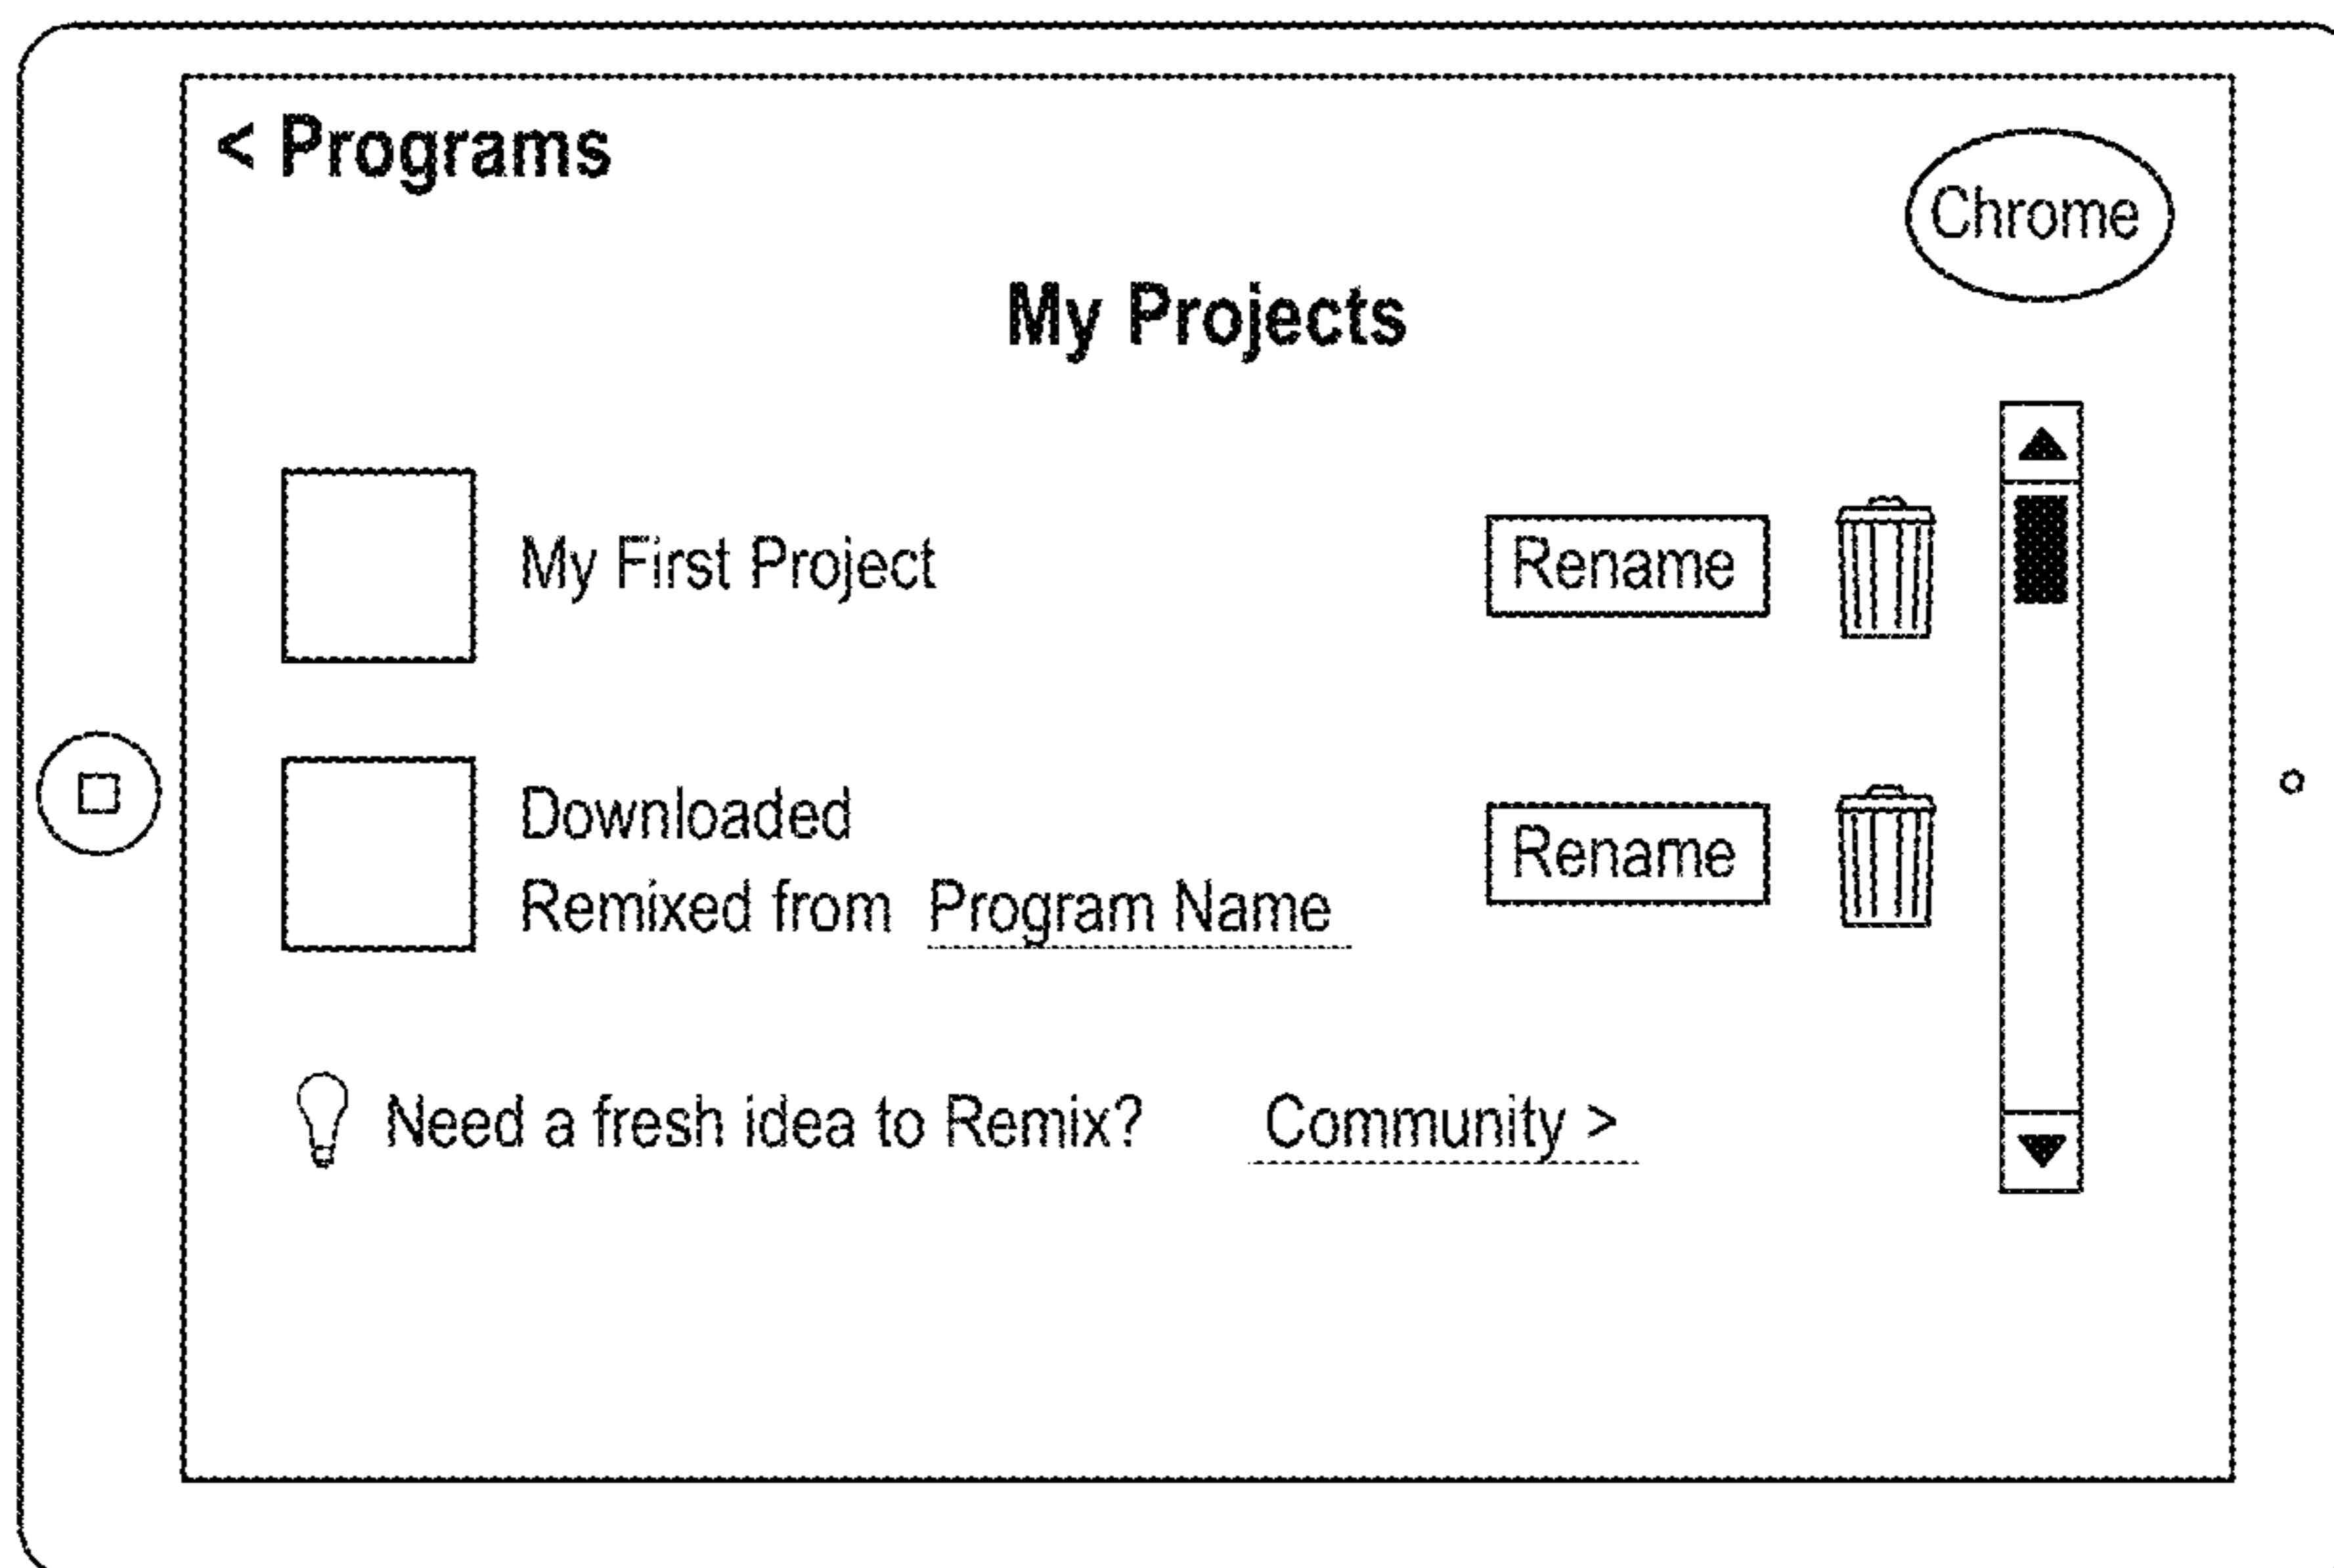 < Programs
Chrome
My Projects
My First Project
Rename
Downloaded
Remixed from Program Name
Rename
Need a fresh idea to Remix? Community >